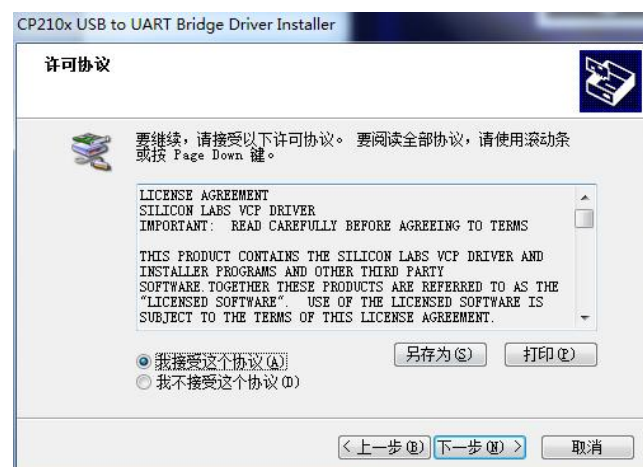 CP210x USB to UART Bridge Driver Installer
许可协议
要继续，请接受以下许可协议。 要阅读全部协议，请使用滚动条
或按 Page Down 键。
LICENSE AGREEMENT
SILICON LABS VCP DRIVER
IMPORTANT:  READ CAREFULLY BEFORE AGREEING TO TERMS
THIS PRODUCT CONTAINS THE SILICON LABS VCP DRIVER AND
INSTALLER PROGRAMS AND OTHER THIRD PARTY
SOFTWARE.TOGETHER THESE PRODUCTS ARE REFERRED TO AS THE
"LICENSED SOFTWARE".  USE OF THE LICENSED SOFTWARE IS
SUBJECT TO THE TERMS OF THIS LICENSE AGREEMENT.
我接受这个协议(A)
另存为(S)
打印(P)
我不接受这个协议(D)
< 上一步(B)
下一步(N) >
取消